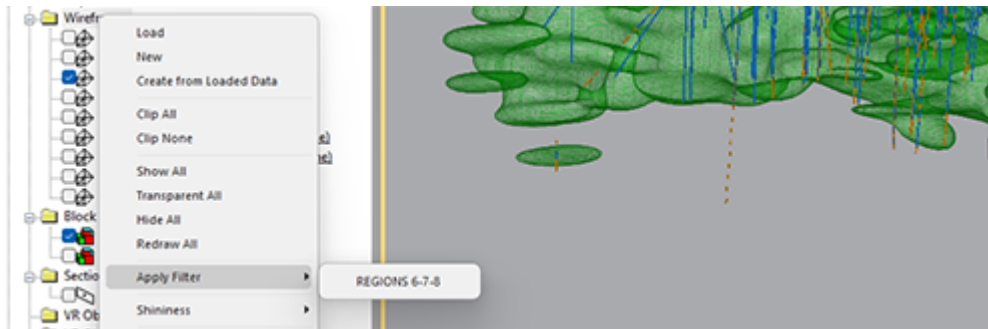 Wirefr
Load
New
Create from Loaded Data
Clip All
Clip None
Show All
Transparent All
Block
Hide All
Redraw All
Sectio
Apply Filter
REGIONS 6-7-8
VR Ob
Shininess